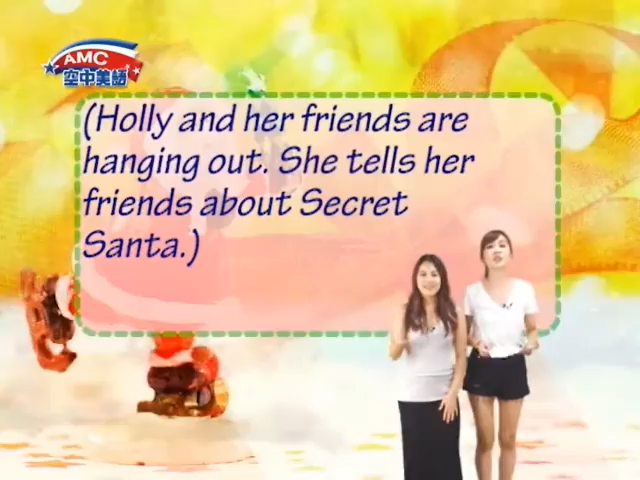 AMC
空中美語
(Holly and her friends are
hanging out. She tells her
friends about Secret
Santa.)